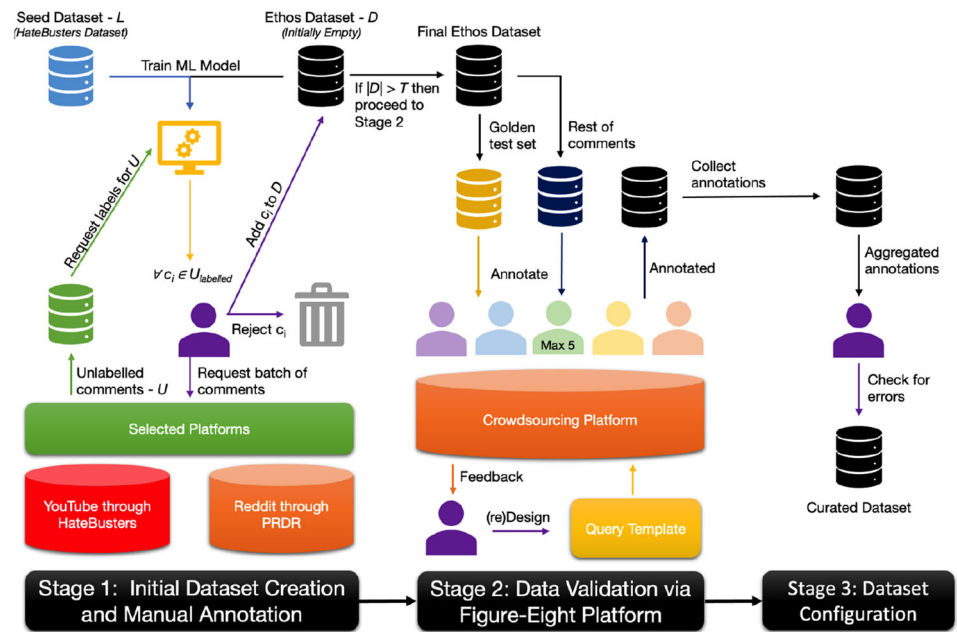 Seed Dataset - L
(HateBusters Dataset)
Ethos Dataset - D
(Initially Empty)
Final Ethos Dataset
Train ML Model
If |D| > T then
proceed to
Stage 2
Golden
test set
Rest of
comments
Collect
annotations
Request labels for U
Add cᵢ to D
∀ cᵢ ∈ Uₗₐbₑₗₗₑd
Annotate
Annotated
Aggregated
annotations
Reject cᵢ
Max 5
Unlabelled
comments - U
Request batch of
comments
Check for
errors
Selected Platforms
Crowdsourcing Platform
YouTube through
HateBusters
Reddit through
PRDR
Feedback
(re)Design
Query Template
Curated Dataset
Stage 1: Initial Dataset Creation
and Manual Annotation
Stage 2: Data Validation via
Figure-Eight Platform
Stage 3: Dataset
Configuration